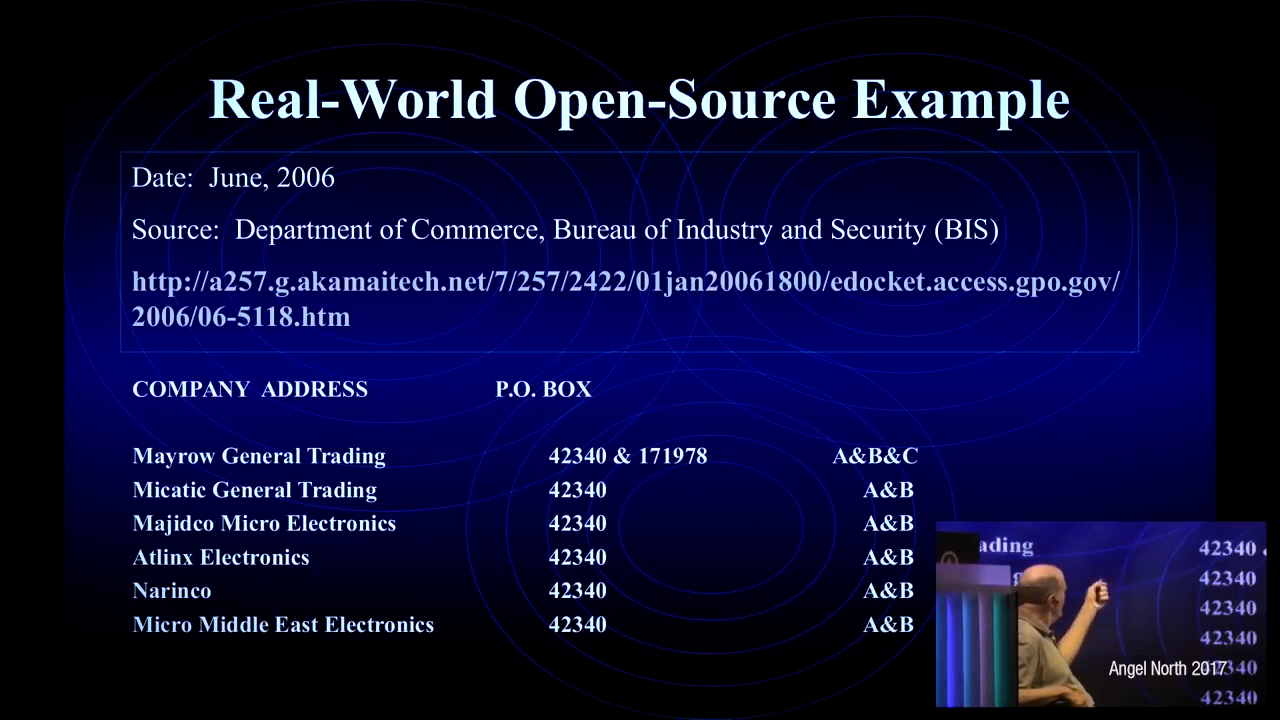 Real-World Open-Source Example
Date: June, 2006
Source: Department of Commerce, Bureau of Industry and Security (BIS)
http://a257.g.akamaitech.net/7/257/2422/01jan20061800/edocket.access.gpo.gov/
2006/06-5118.htm
COMPANY ADDRESS P.O. BOX
Mayrow General Trading 42340 & 171978 A&B&C
Micatic General Trading 42340 A&B
Majidco Micro Electronics 42340 A&B
Atlinx Electronics 42340 A&B
Narinco 42340 A&B
Micro Middle East Electronics 42340 A&B
ading 42340
42340
42340
42340
42340
42340
Angel North 2017